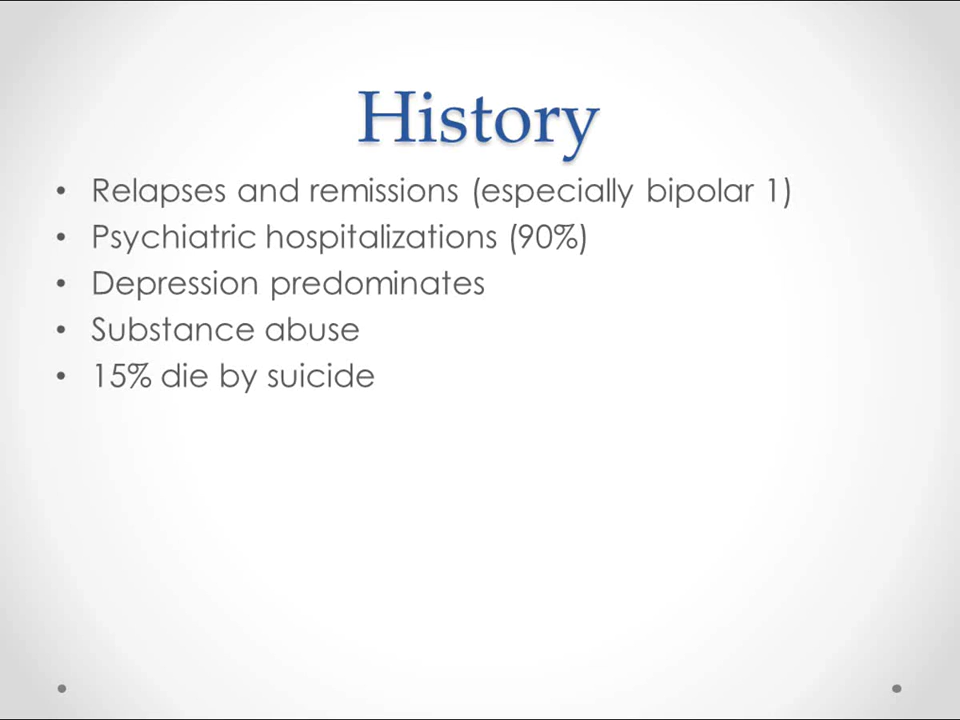 History
• Relapses and remissions (especially bipolar 1)
• Psychiatric hospitalizations (90%)
• Depression predominates
• Substance abuse
• 15% die by suicide